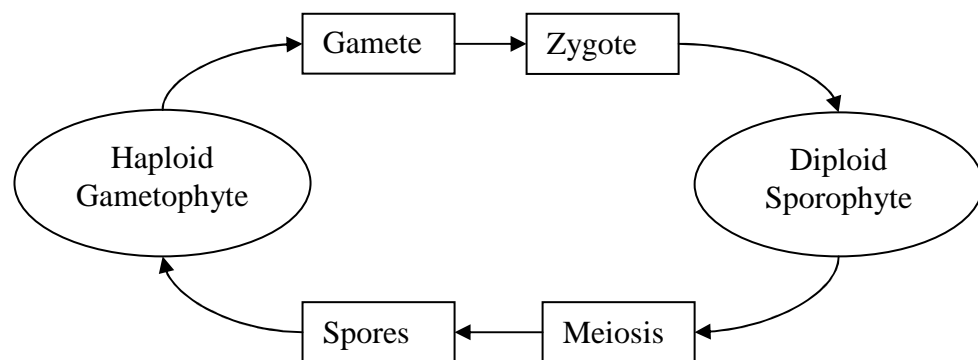 Gamete
Zygote
Haploid
Gametophyte
Diploid
Sporophyte
Spores
Meiosis